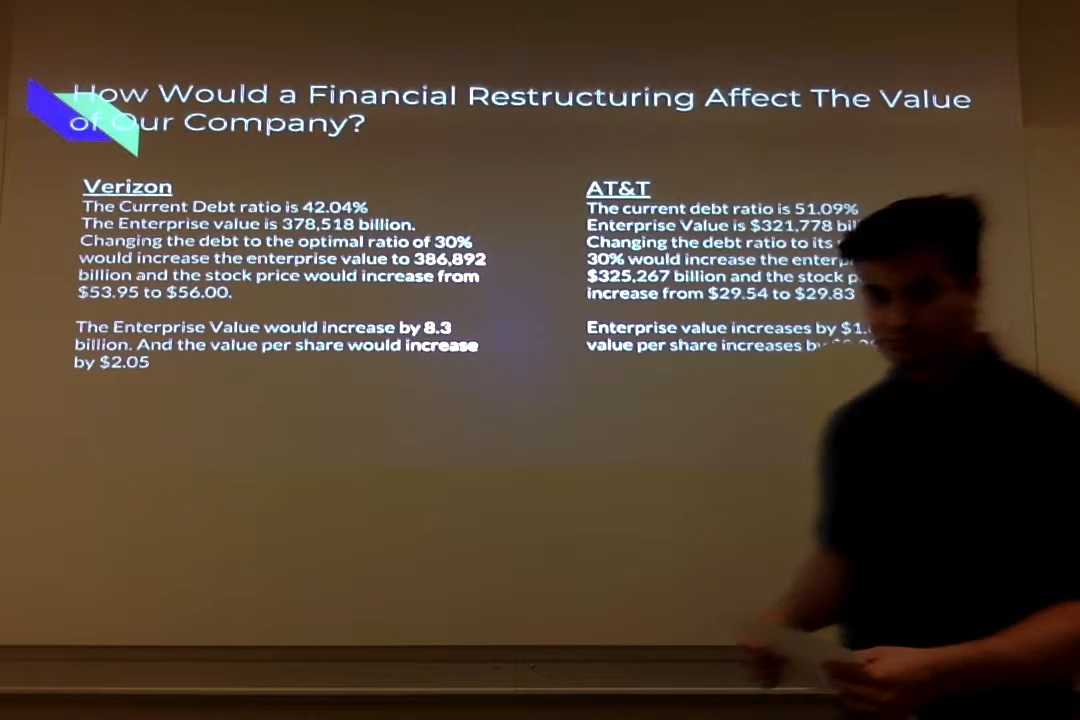 How Would a Financial Restructuring Affect The Value
of Our Company?
Verizon
The Current Debt ratio is 42.04%
The Enterprise value is 378,518 billion.
Changing the debt to the optimal ratio of 30%
would increase the enterprise value to 386,892
billion and the stock price would increase from
$53.95 to $56.00.
The Enterprise Value would increase by 8.3
billion. And the value per share would increase
by $2.05
AT&T
The current debt ratio is 51.09%
Enterprise Value is $321,778
Changing the debt ratio to its
30% would increase the
$325,267 billion and the stock
increase from $29.54 to $29.83
Enterprise value increases by
value per share increases by